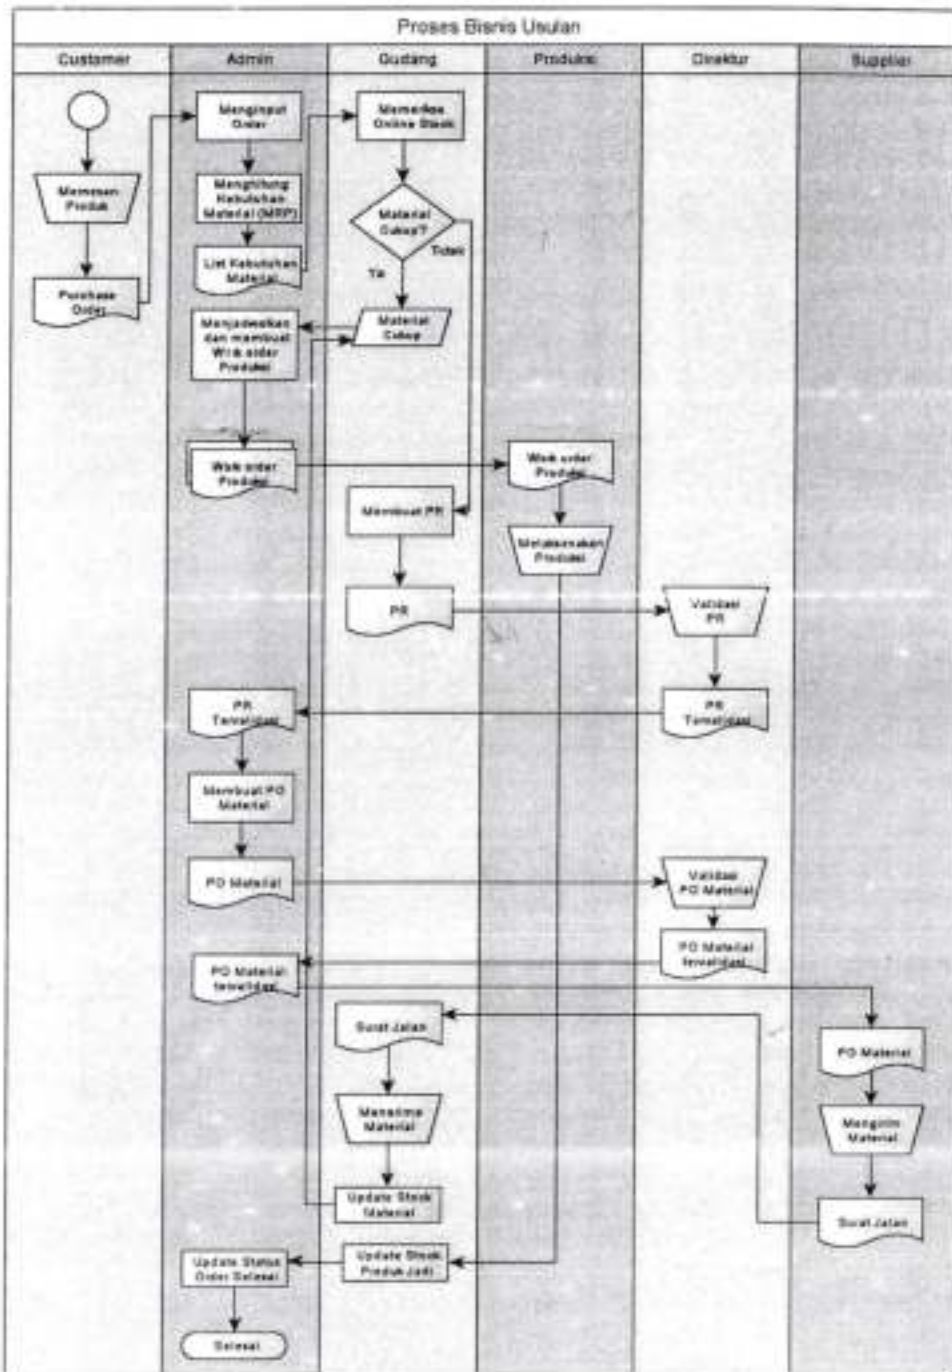 Proses Bisnis Usulan
Customer
Admin
Gudang
Produksi
Direktur
Supplier
Memesan
Produk
Purchase
Order
Menginput
Order
Menghitung
Kebutuhan
Material (MRP)
List Kebutuhan
Material
Memeriksa
Online Stock
Material
Cukup?
Tidak
Ya
Material
Cukup
Menjadwalkan
dan membuat
Work order
Produksi
Work order
Produksi
Work order
Produksi
Melaksanakan
Produksi
Membuat PR
PR
Validasi
PR
PR
Tervalidasi
PR
Tervalidasi
Membuat PO
Material
PO Material
Validasi
PO Material
PO Material
tervalidasi
PO Material
tervalidasi
PO Material
Mengirim
Material
Surat Jalan
Surat Jalan
Menerima
Material
Update Stock
Material
Update Stock
Produk Jadi
Update Status
Order Selesai
Selesai